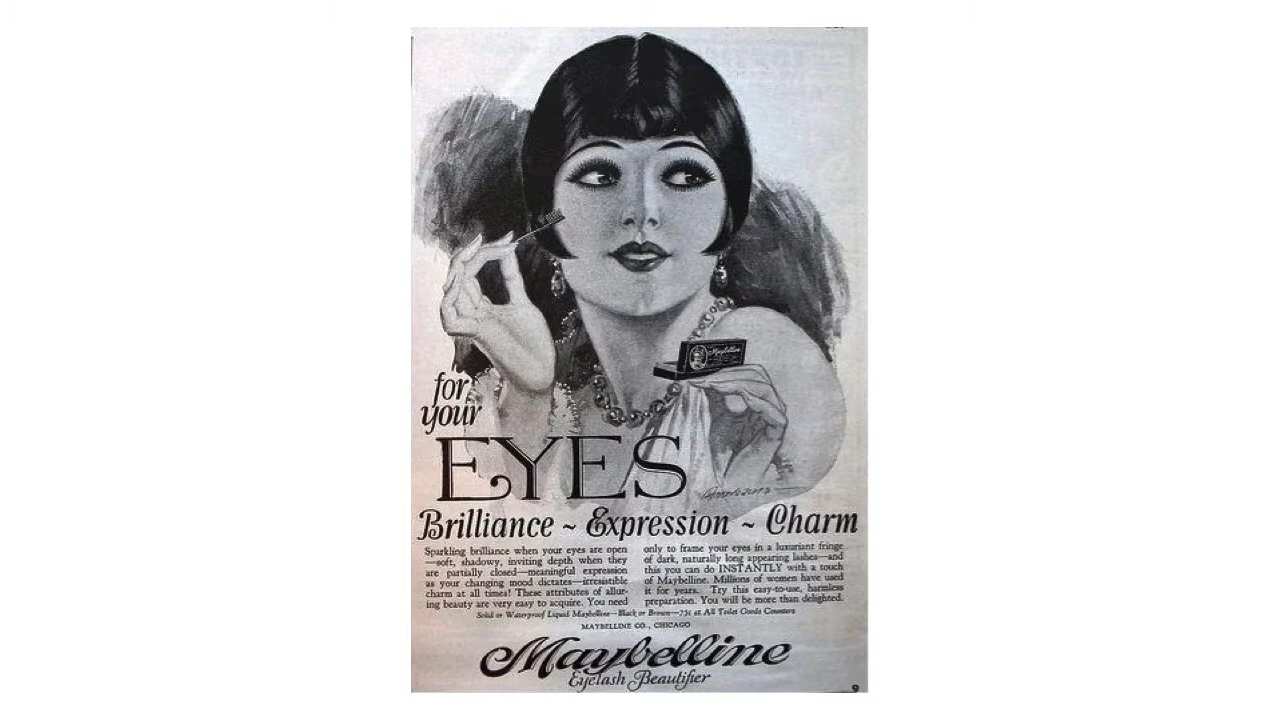 Maybelline
for
your
EYES
Brilliance ~ Expression ~ Charm
Sparkling brilliance when your eyes are open
—soft, shadowy, inviting depth when they
are partially closed—meaningful expression
as your changing mood dictates—irresistible
charm at all times! These attributes of allur-
ing beauty are very easy to acquire. You need
only to frame your eyes in a luxuriant fringe
of dark, naturally long appearing lashes—and
this you can do INSTANTLY with a touch
of Maybelline. Millions of women have used
it for years. Try this easy-to-use, harmless
preparation. You will be more than delighted.
Solid or Waterproof Liquid Maybelline—Black or Brown—75c at All Toilet Goods Counters
MAYBELLINE CO., CHICAGO
Maybelline
Eyelash Beautifier
9